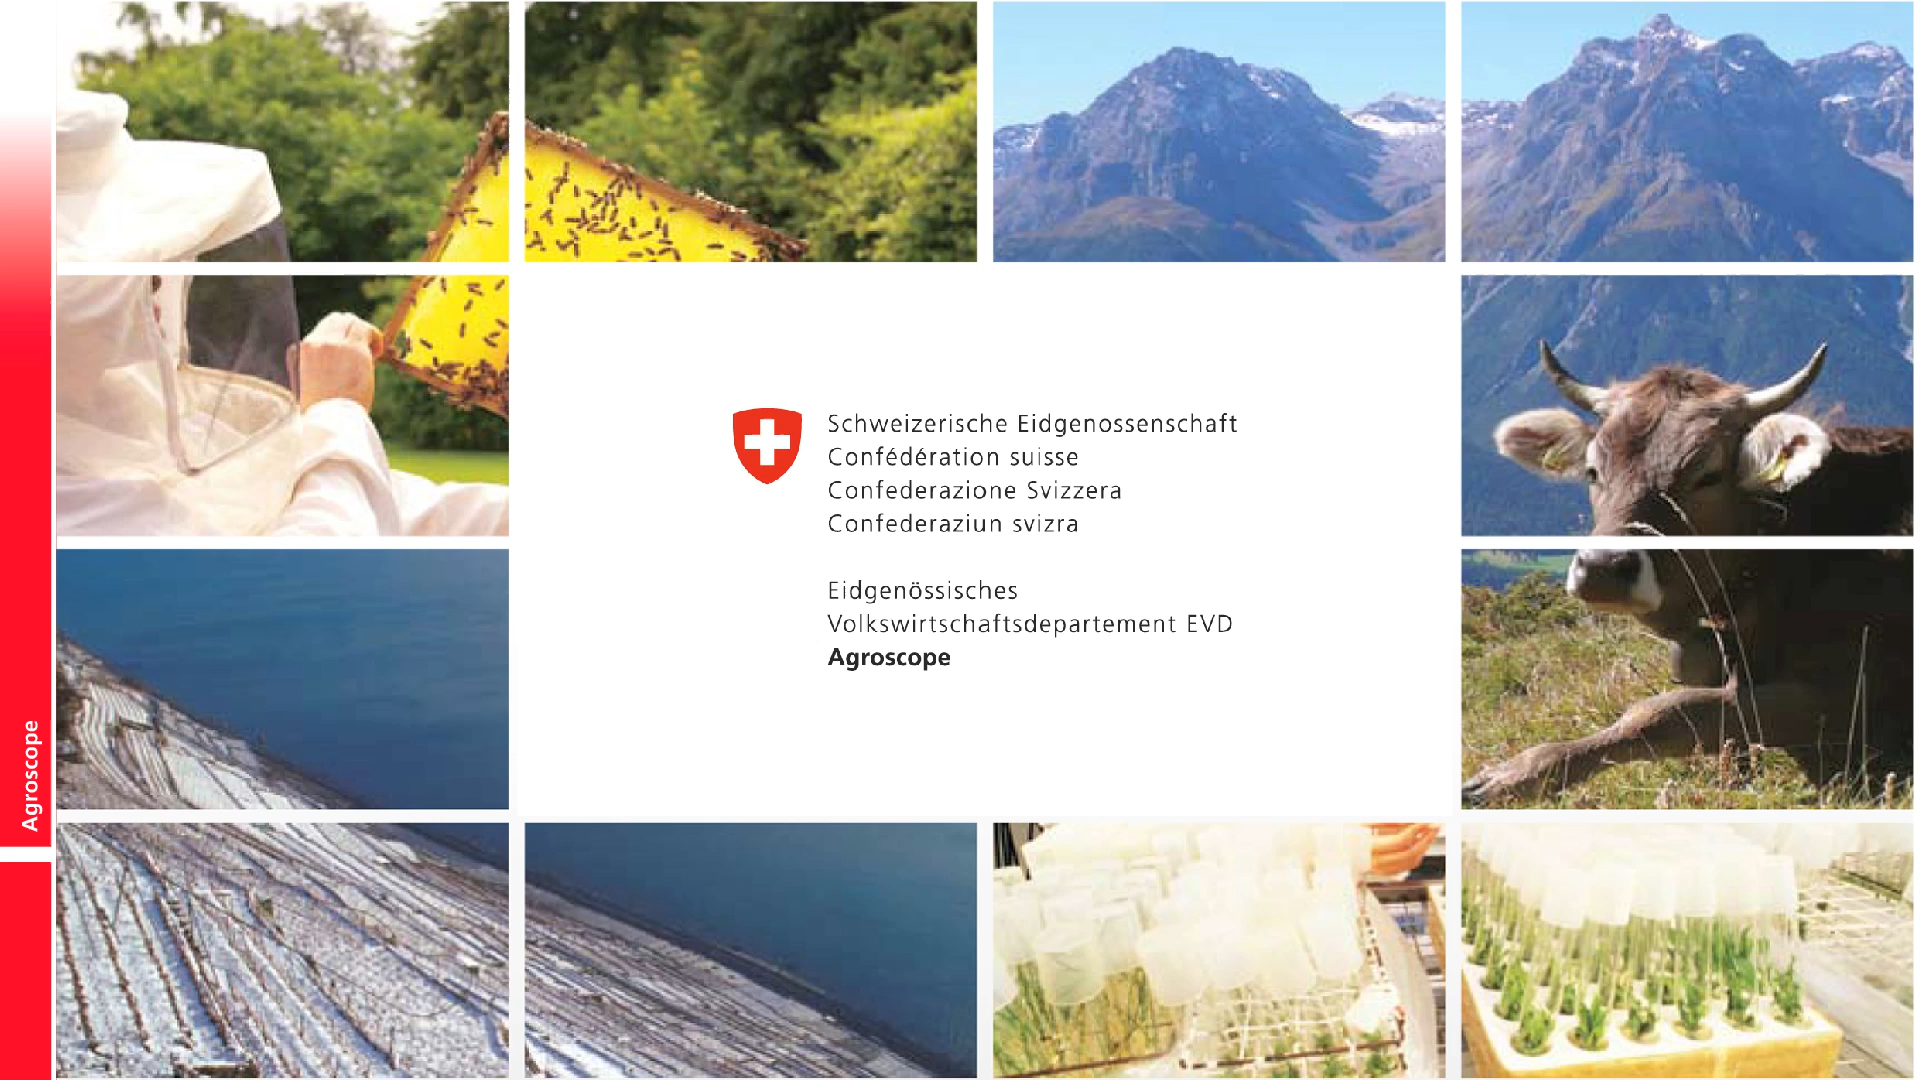 Schweizerische Eidgenossenschaft
Confédération suisse
Confederazione Svizzera
Confederaziun svizra
Eidgenössisches
Volkswirtschaftsdepartement EVD
Agroscope
Agroscope